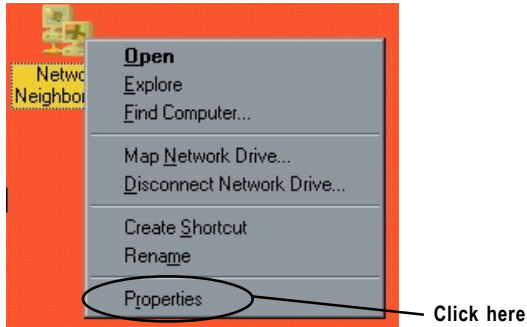 Netwo
Neighbor
Open
Explore
Find Computer...
Map Network Drive...
Disconnect Network Drive...
Create Shortcut
Rename
Properties
Click here